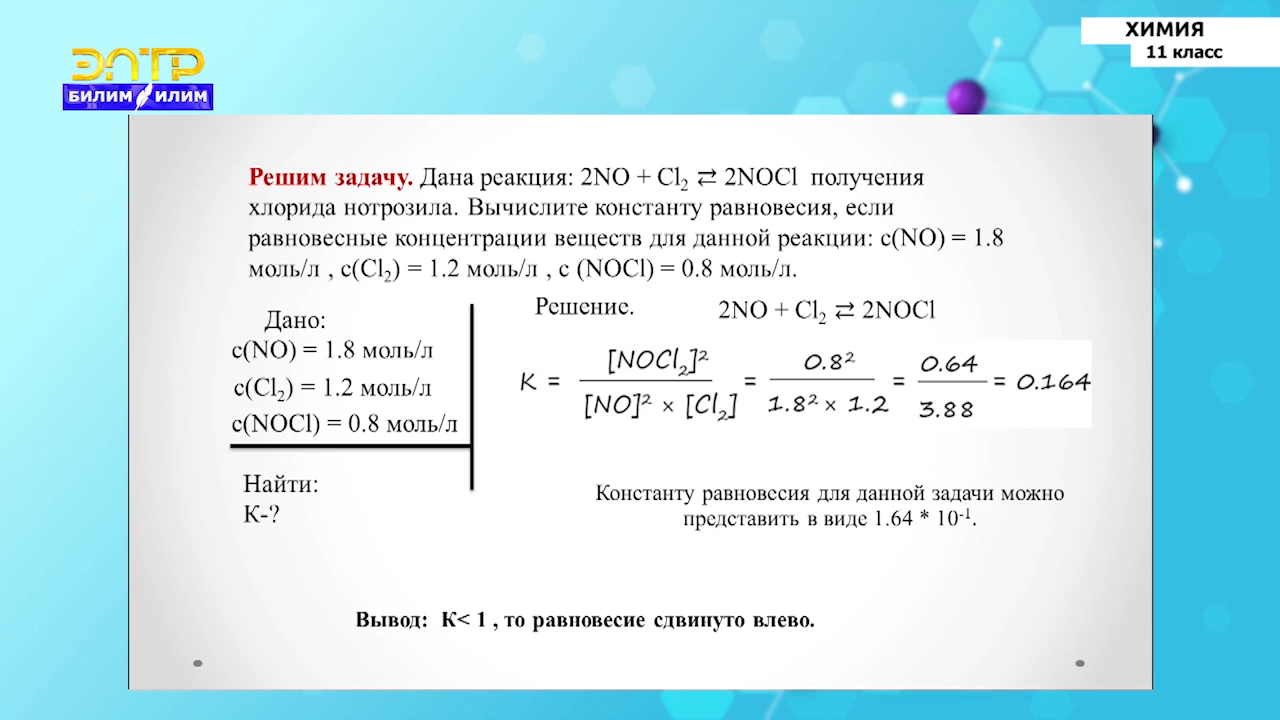 ХИМИЯ
11 класс
ЭЛТР
БИЛИМ ИЛИМ
Решим задачу. Дана реакция: 2NO + Cl₂ ⇄ 2NOCl получения
хлорида нотрозила. Вычислите константу равновесия, если
равновесные концентрации веществ для данной реакции: c(NO) = 1.8
моль/л , c(Cl₂) = 1.2 моль/л , c (NOCl) = 0.8 моль/л.
Дано:
c(NO) = 1.8 моль/л
c(Cl₂) = 1.2 моль/л
c(NOCl) = 0.8 моль/л
Найти:
K-?
Решение. 2NO + Cl₂ ⇄ 2NOCl
K = [NOCl₂]² / [NO]² × [Cl₂] = 0.8² / 1.8² × 1.2 = 0.64 / 3.88 = 0.164
Константу равновесия для данной задачи можно
представить в виде 1.64 * 10⁻¹.
Вывод: K< 1 , то равновесие сдвинуто влево.